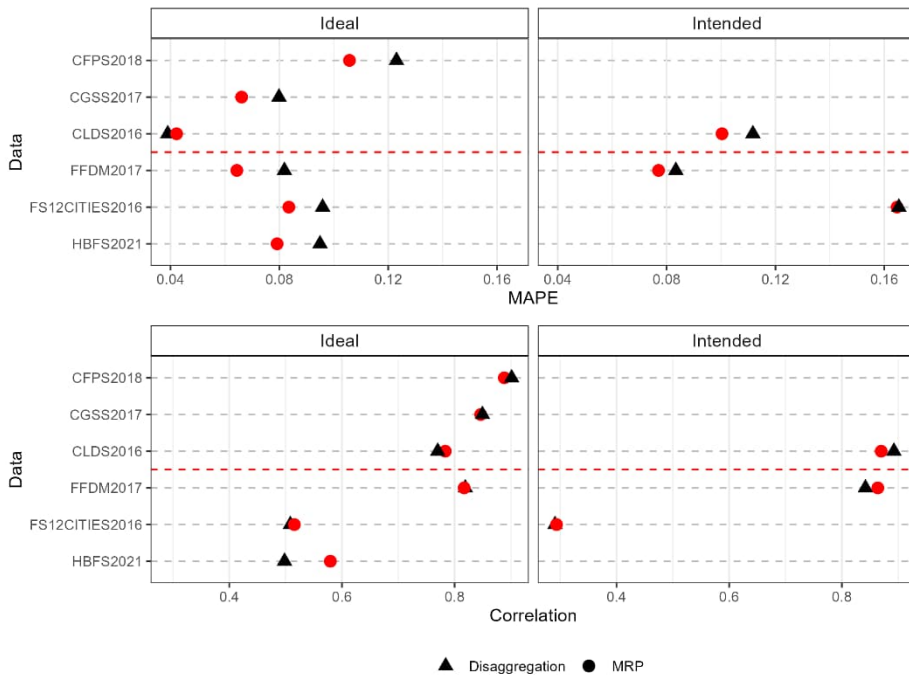 Ideal Intended
CFPS2018
CGSS2017
CLDS2016
FFDM2017
FS12CITIES2016
HBFS2021
Data
0.04 0.08 0.12 0.16 0.04 0.08 0.12 0.16
MAPE
Ideal Intended
CFPS2018
CGSS2017
CLDS2016
FFDM2017
FS12CITIES2016
HBFS2021
Data
0.4 0.6 0.8 0.4 0.6 0.8
Correlation
Disaggregation MRP